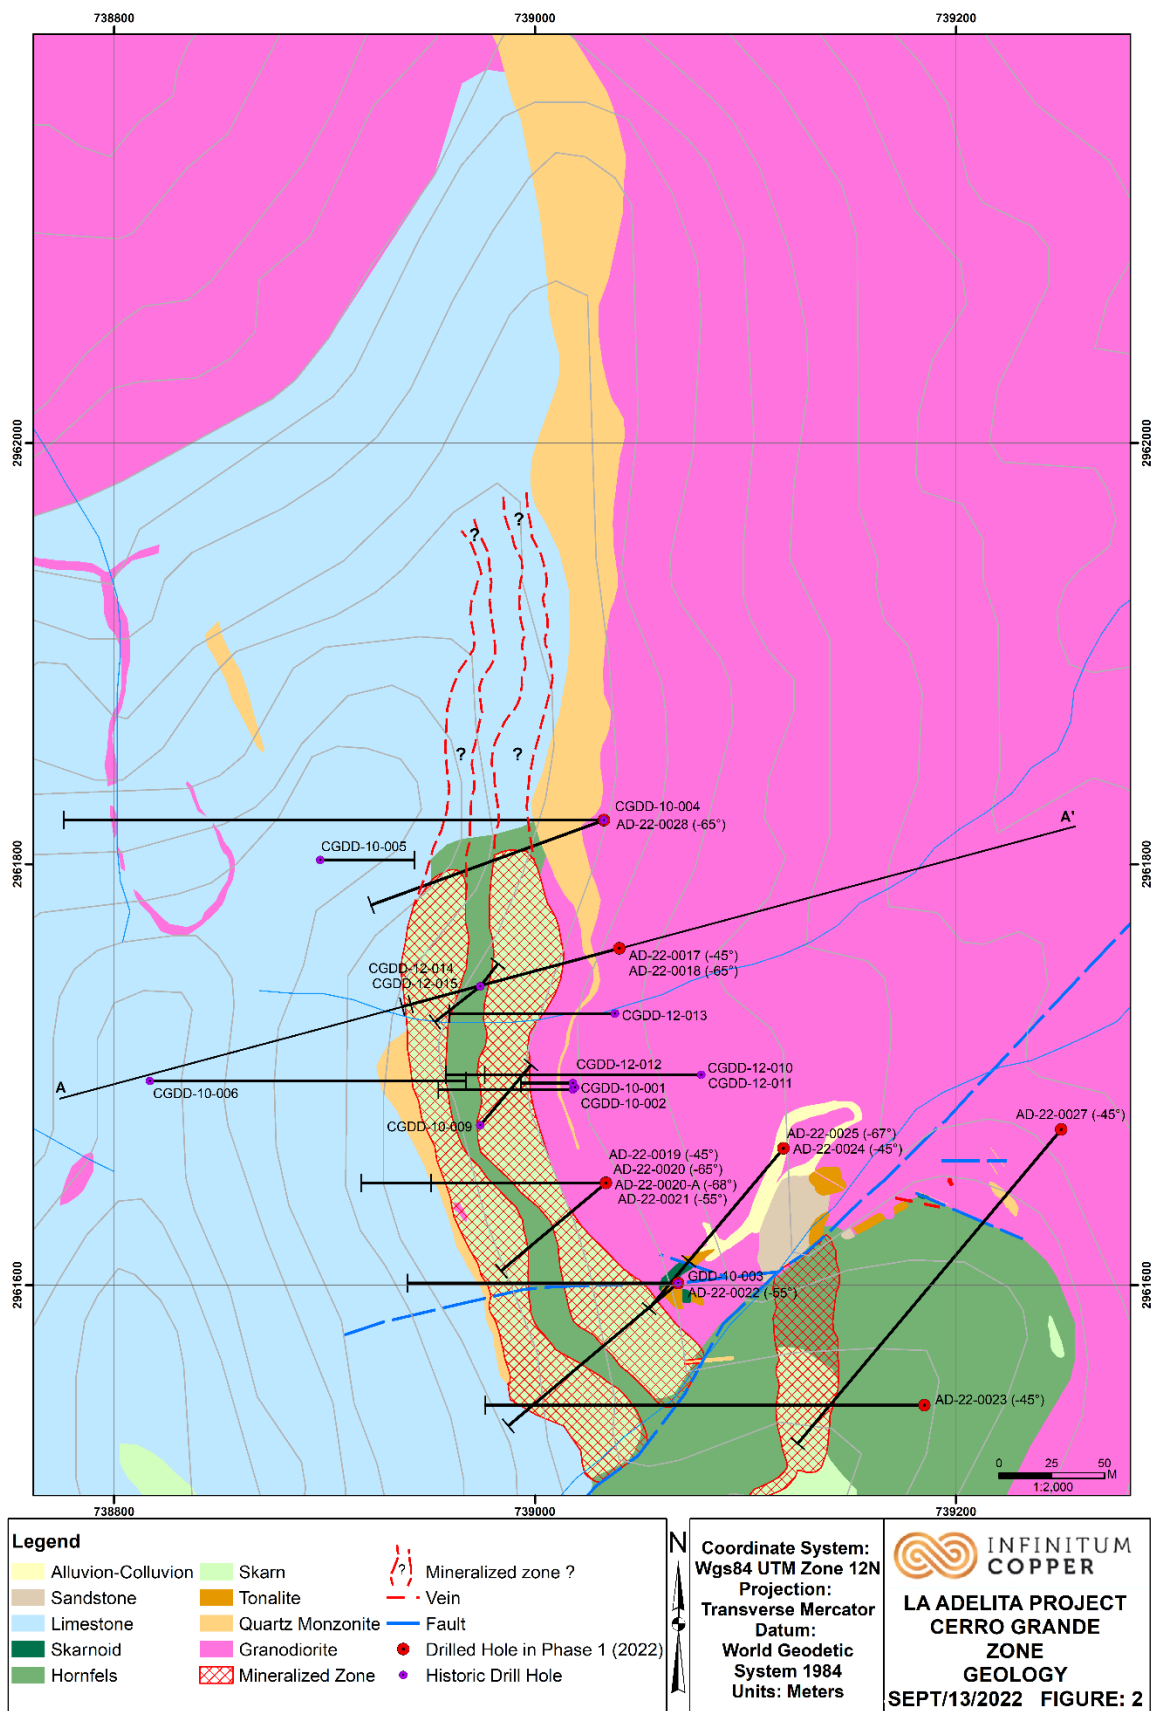 738800
739000
739200
2962000
2962000
?
?
?
?
CGDD-10-004
AD-22-0028 (-65°)
A'
CGDD-10-005
2961800
2961800
AD-22-0017 (-45°)
AD-22-0018 (-65°)
CGDD-12-014
CGDD-12-015
CGDD-12-013
CGDD-12-012
CGDD-12-010
CGDD-12-011
A
CGDD-10-006
CGDD-10-001
CGDD-10-002
CGDD-10-009
AD-22-0027 (-45°)
AD-22-0025 (-67°)
AD-22-0024 (-45°)
AD-22-0019 (-45°)
AD-22-0020 (-65°)
AD-22-0020-A (-68°)
AD-22-0021 (-55°)
2961600
2961600
GDD-10-003
AD-22-0022 (-55°)
AD-22-0023 (-45°)
0 25 50
M
1:2,000
738800
739000
739200
Legend
Alluvion-Colluvion
Sandstone
Limestone
Skarnoid
Hornfels
Skarn
Tonalite
Quartz Monzonite
Granodiorite
Mineralized Zone
?
Mineralized zone ?
Vein
Fault
Drilled Hole in Phase 1 (2022)
Historic Drill Hole
N
Coordinate System:
Wgs84 UTM Zone 12N
Projection:
Transverse Mercator
Datum:
World Geodetic
System 1984
Units: Meters
INFINITUM
COPPER
LA ADELITA PROJECT
CERRO GRANDE
ZONE
GEOLOGY
SEPT/13/2022 FIGURE: 2